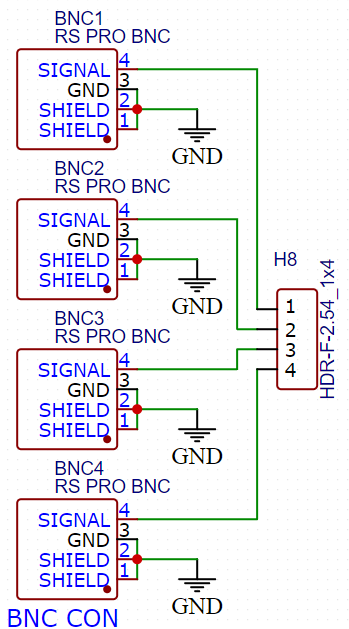 BNC1
RS PRO BNC
SIGNAL 4
GND 3
SHIELD 2
SHIELD 1
GND
BNC2
RS PRO BNC
SIGNAL 4
GND 3
SHIELD 2
SHIELD 1
GND
H8
HDR-F-2.54_1x4
1
2
3
4
BNC3
RS PRO BNC
SIGNAL 4
GND 3
SHIELD 2
SHIELD 1
GND
BNC4
RS PRO BNC
SIGNAL 4
GND 3
SHIELD 2
SHIELD 1
GND
BNC CON